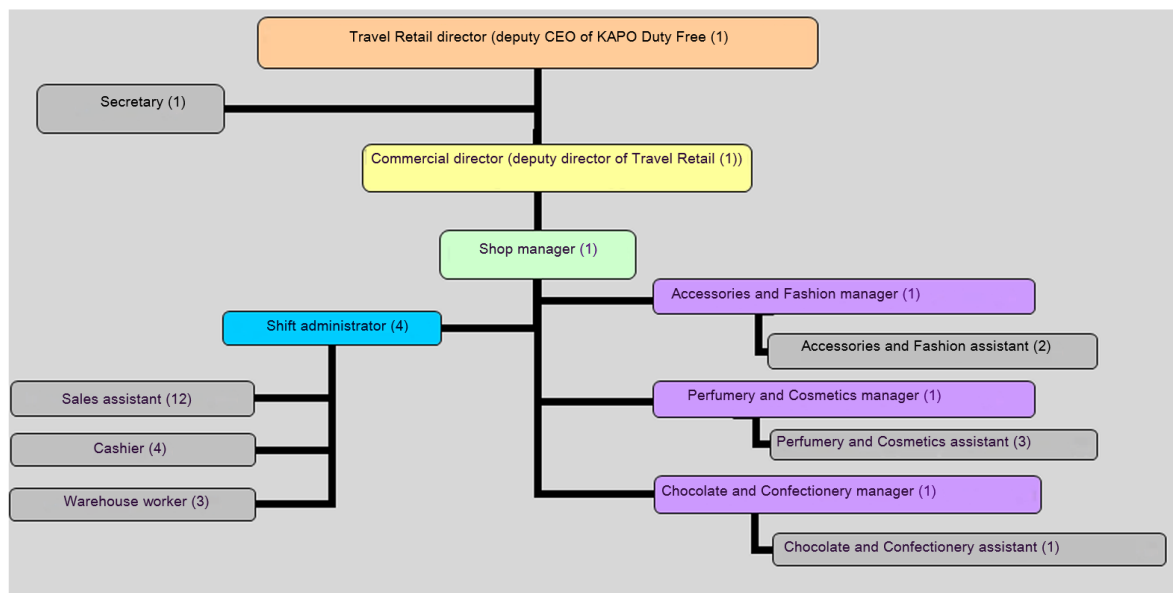 Travel Retail director (deputy CEO of KAPO Duty Free (1)
Secretary (1)
Commercial director (deputy director of Travel Retail (1))
Shop manager (1)
Accessories and Fashion manager (1)
Shift administrator (4)
Accessories and Fashion assistant (2)
Sales assistant (12)
Perfumery and Cosmetics manager (1)
Cashier (4)
Perfumery and Cosmetics assistant (3)
Warehouse worker (3)
Chocolate and Confectionery manager (1)
Chocolate and Confectionery assistant (1)